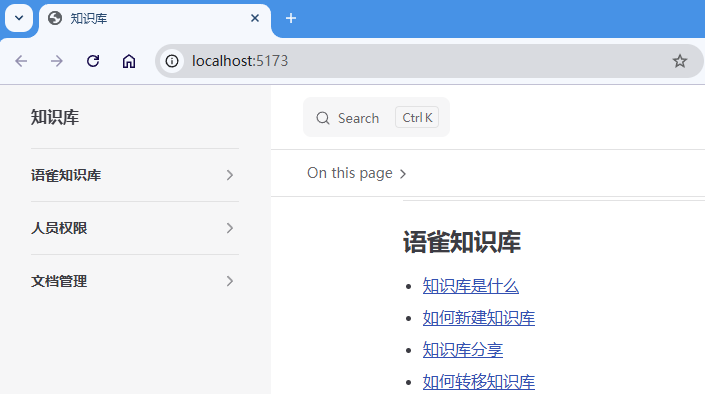 知识库
localhost:5173
知识库
Search Ctrl K
语雀知识库
On this page
人员权限
文档管理
语雀知识库
知识库是什么
如何新建知识库
知识库分享
如何转移知识库